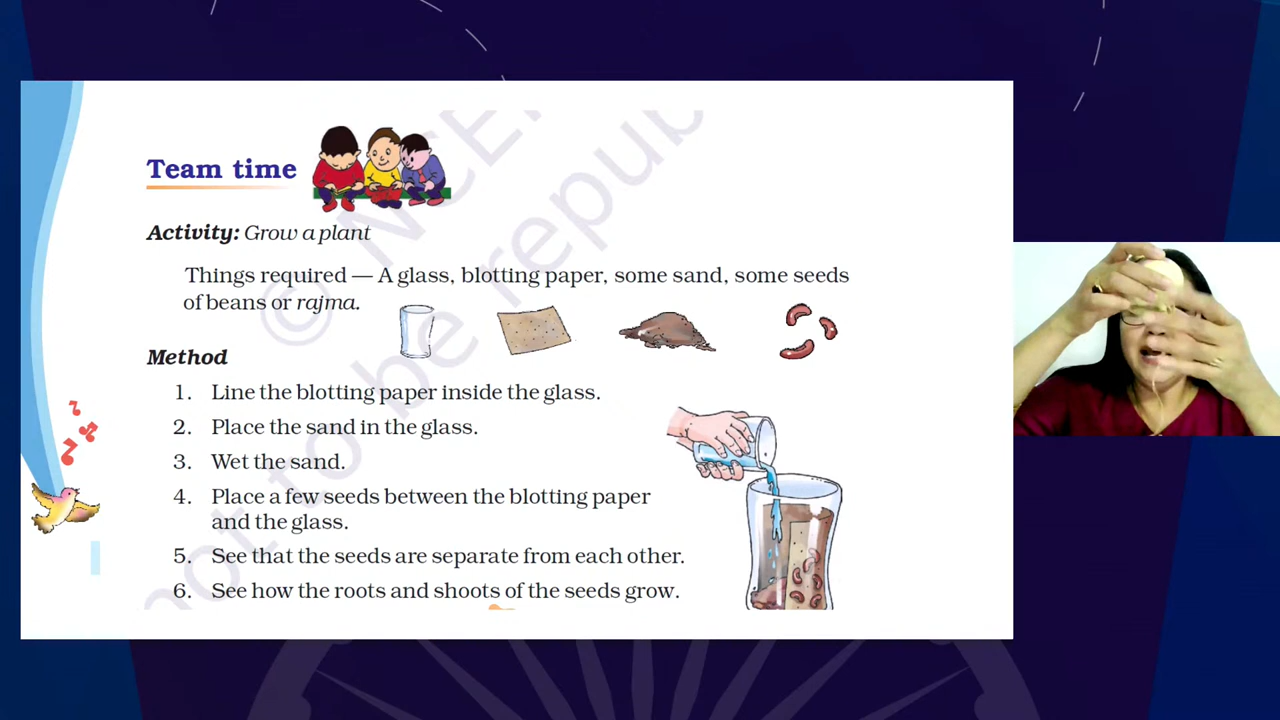 Team time
Activity: Grow a plant
Things required — A glass, blotting paper, some sand, some seeds
of beans or rajma.
Method
1. Line the blotting paper inside the glass.
2. Place the sand in the glass.
3. Wet the sand.
4. Place a few seeds between the blotting paper
and the glass.
5. See that the seeds are separate from each other.
6. See how the roots and shoots of the seeds grow.